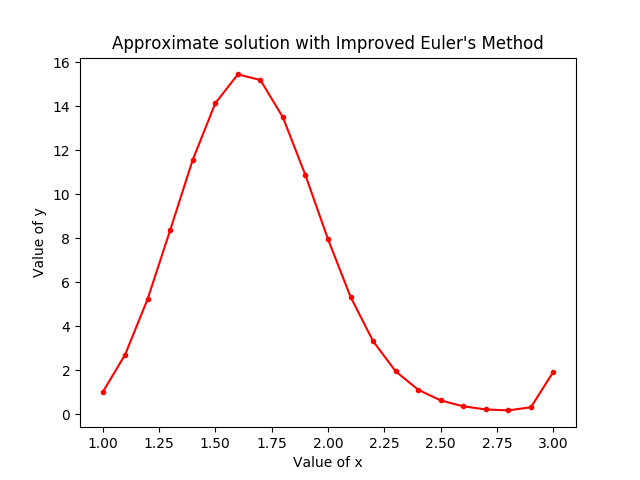 Approximate solution with Improved Euler's Method
16
14
12
10
8
6
4
2
0
Value of y
1.00 1.25 1.50 1.75 2.00 2.25 2.50 2.75 3.00
Value of x